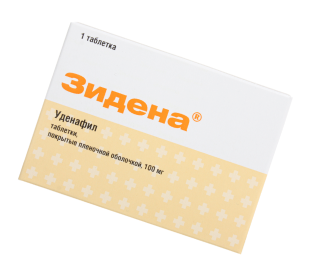 1 таблетка
Зидена®
Уденафил
таблетки,
покрытые пленочной оболочкой, 100 мг